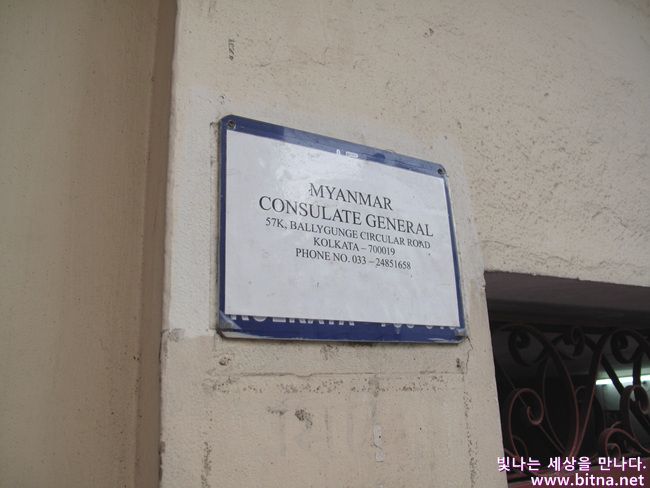 MYANMAR
CONSULATE GENERAL
57K, BALLYGUNGE CIRCULAR ROAD
KOLKATA – 700019
PHONE NO. 033 – 24851658
빛나는 세상을 만나다.
www.bitna.net